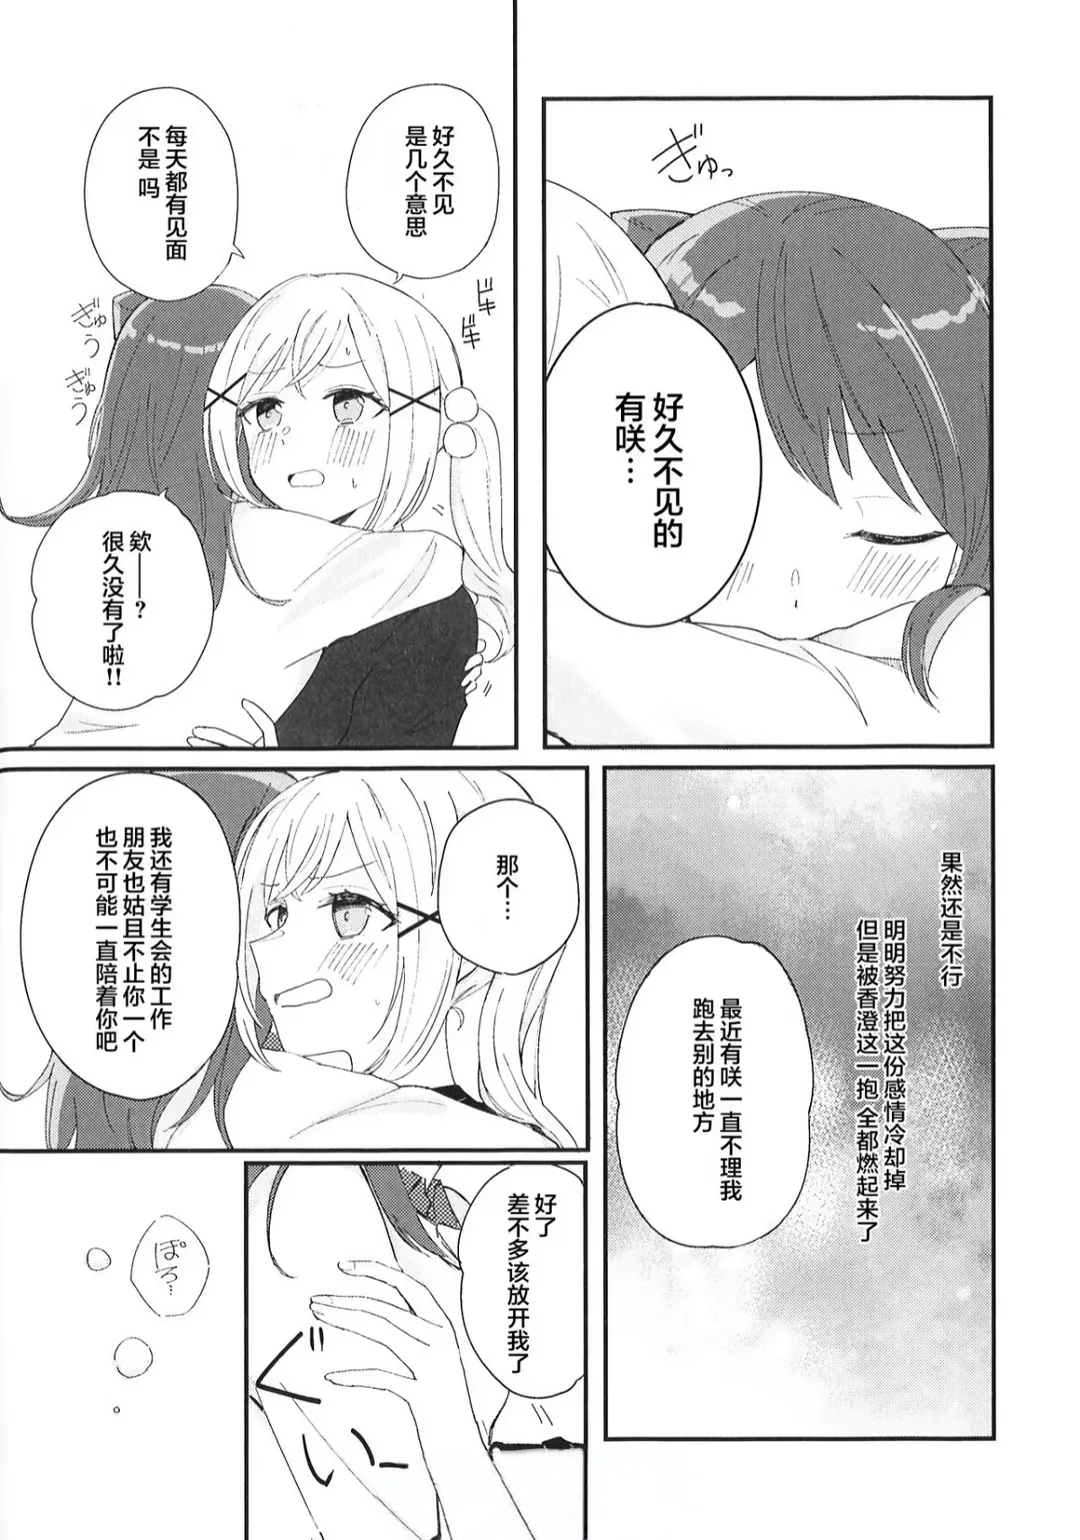 ぎゅっ
好久不见的
有咲…
好久不见
是几个意思
每天都有见面
不是吗
ドキ
ドキ
ぎゅう
ぎゅう
欸——？
很久没有了啦!!
果然还是不行
明明努力把这份感情冷却掉
但是被香澄这一抱 全都燃起来了
最近有咲一直不理我
跑去别的地方
那个…
我还有学生会的工作
朋友也姑且不止你一个
也不可能一直陪着你吧
好了
差不多该放开我了
ぐいっ
ぽろ…